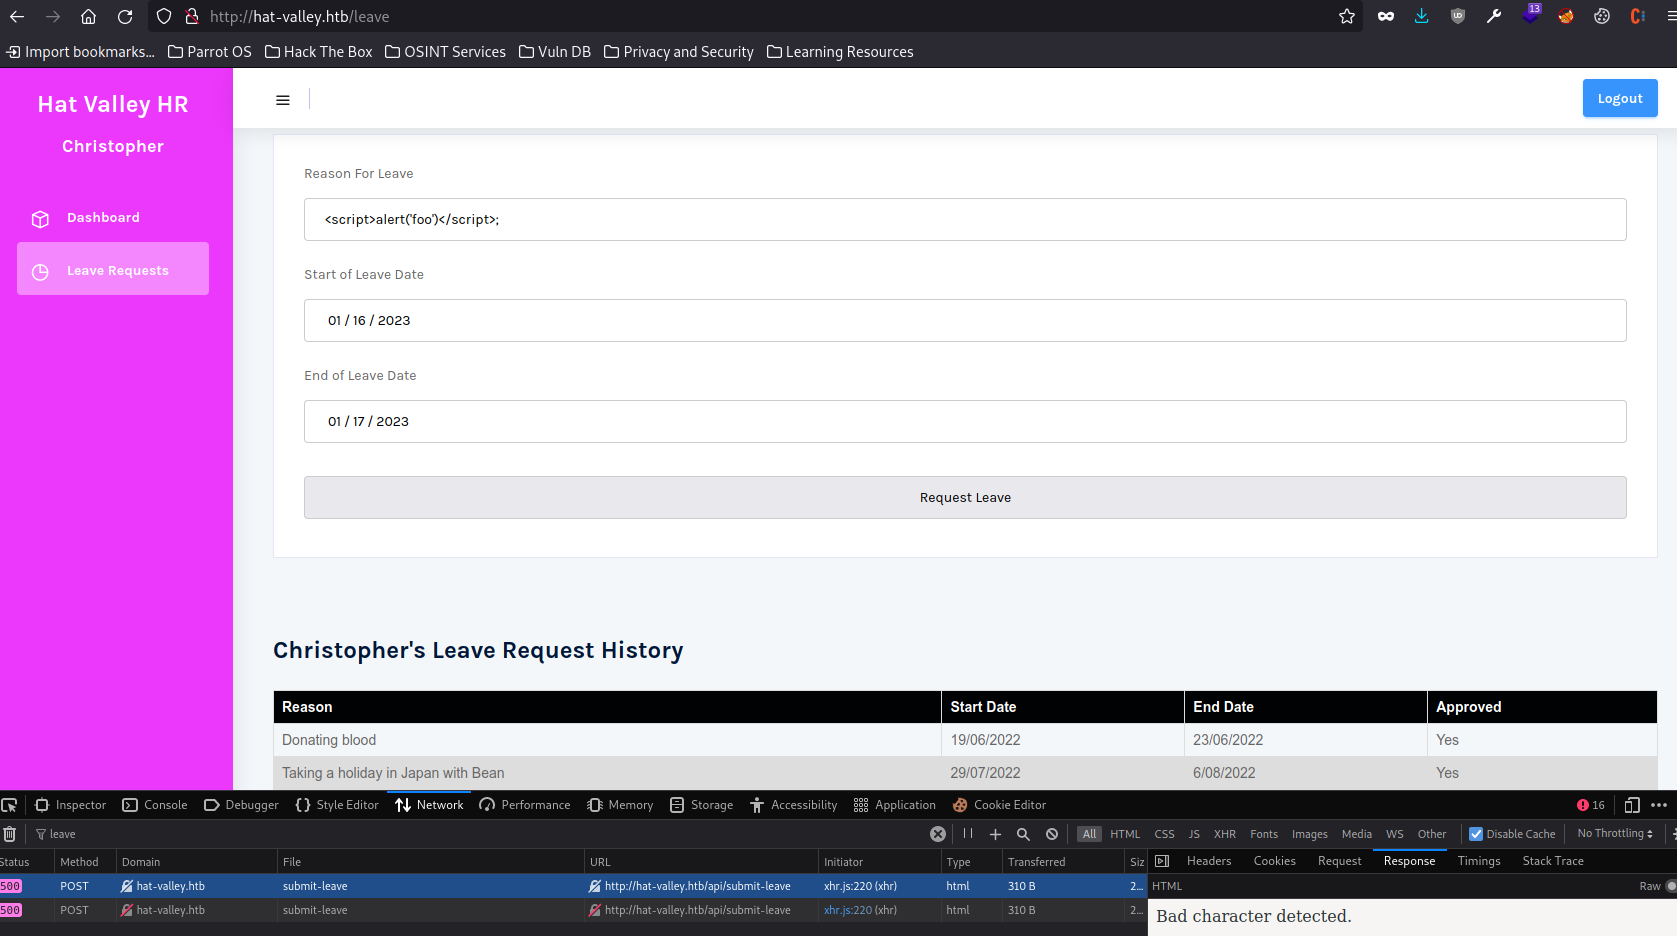 http://hat-valley.htb/leave
13
Import bookmarks... Parrot OS Hack The Box OSINT Services Vuln DB Privacy and Security Learning Resources
Hat Valley HR
Christopher
Dashboard
Leave Requests
Logout
Reason For Leave
<script>alert('foo')</script>;
Start of Leave Date
01 / 16 / 2023
End of Leave Date
01 / 17 / 2023
Request Leave
Christopher's Leave Request History
Reason Start Date End Date Approved
Donating blood 19/06/2022 23/06/2022 Yes
Taking a holiday in Japan with Bean 29/07/2022 6/08/2022 Yes
Inspector Console Debugger Style Editor Network Performance Memory Storage Accessibility Application Cookie Editor 16
leave All HTML CSS JS XHR Fonts Images Media WS Other Disable Cache No Throttling
Status Method Domain File URL Initiator Type Transferred Siz Headers Cookies Request Response Timings Stack Trace
500 POST hat-valley.htb submit-leave http://hat-valley.htb/api/submit-leave xhr.js:220 (xhr) html 310 B 2... HTML Raw
500 POST hat-valley.htb submit-leave http://hat-valley.htb/api/submit-leave xhr.js:220 (xhr) html 310 B 2... Bad character detected.